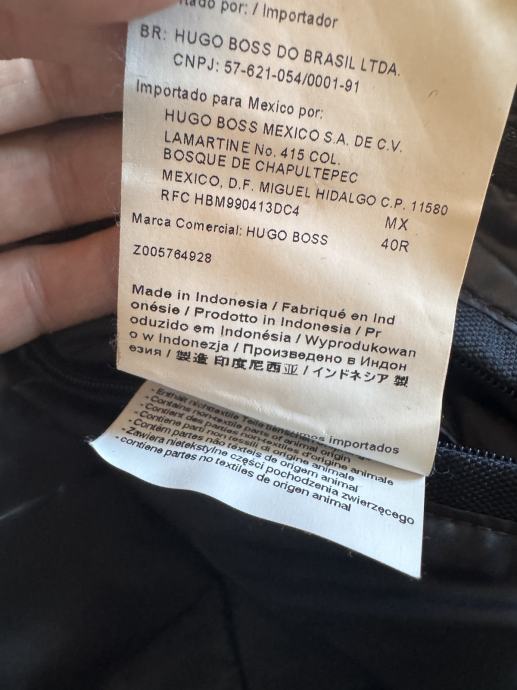 tado por: / Importador
BR: HUGO BOSS DO BRASIL LTDA.
CNPJ: 57-621-054/0001-91
Importado para Mexico por:
HUGO BOSS MEXICO S.A. DE C.V.
LAMARTINE No. 415 COL.
BOSQUE DE CHAPULTEPEC
MEXICO, D.F. MIGUEL HIDALGO C.P. 11580
RFC HBM990413DC4 MX
Marca Comercial: HUGO BOSS 40R
Z005764928
Made in Indonesia / Fabriqué en Ind
onésie / Prodotto in Indonesia / Pr
oduzido em Indonésia / Wyprodukowan
o w Indonezja / Произведено в Индон
езия / 製造 印度尼西亚 / インドネシア 製
importados
- Enthält nichttextile Teile tierischen
- Contains non-textile parts of animal origin
- Contient des parties non-textiles d'origine animale
- Contiene parti non tessili di origine animale
- Contém partes não têxteis de origem animal
- Zawiera nietekstylne części pochodzenia zwierzęcego
- contiene partes no textiles de origen animal